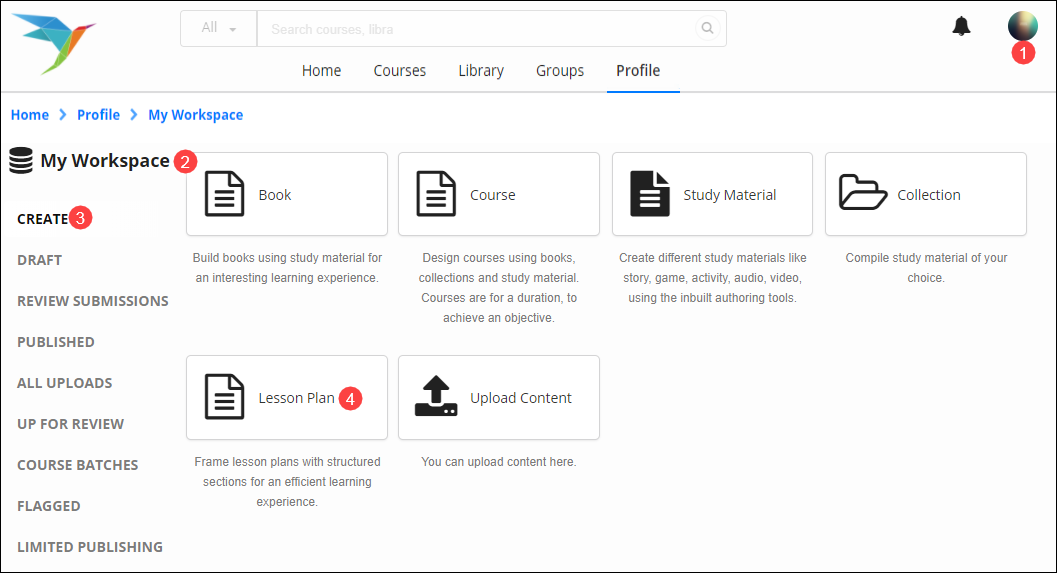 All
Search courses, libra
1
Home Courses Library Groups Profile
Home Profile My Workspace
My Workspace 2
CREATE 3
DRAFT
REVIEW SUBMISSIONS
PUBLISHED
ALL UPLOADS
UP FOR REVIEW
COURSE BATCHES
FLAGGED
LIMITED PUBLISHING
Book
Build books using study material for
an interesting learning experience.
Course
Design courses using books,
collections and study material.
Courses are for a duration, to
achieve an objective.
Study Material
Create different study materials like
story, game, activity, audio, video,
using the inbuilt authoring tools.
Collection
Compile study material of your
choice.
Lesson Plan 4
Frame lesson plans with structured
sections for an efficient learning
experience.
Upload Content
You can upload content here.